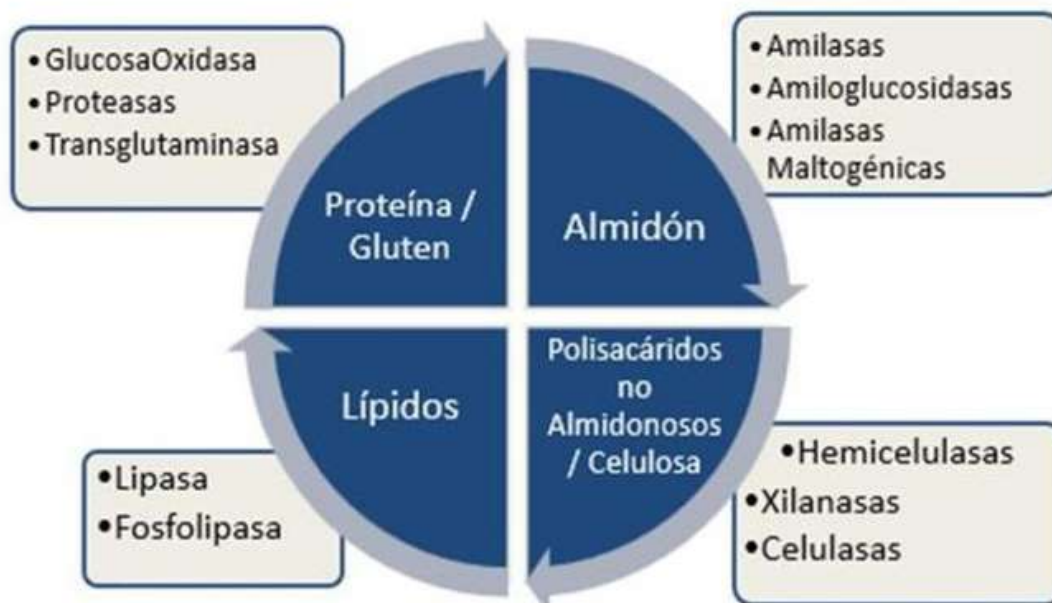 • GlucosaOxidasa
• Proteasas
• Transglutaminasa
Proteína /
Gluten
• Amilasas
• Amiloglucosidasas
• Amilasas
Maltogénicas
Almidón
Lípidos
• Lipasa
• Fosfolipasa
Polisacáridos
no
Almidonosos
/ Celulosa
• Hemicelulasas
• Xilanasas
• Celulasas